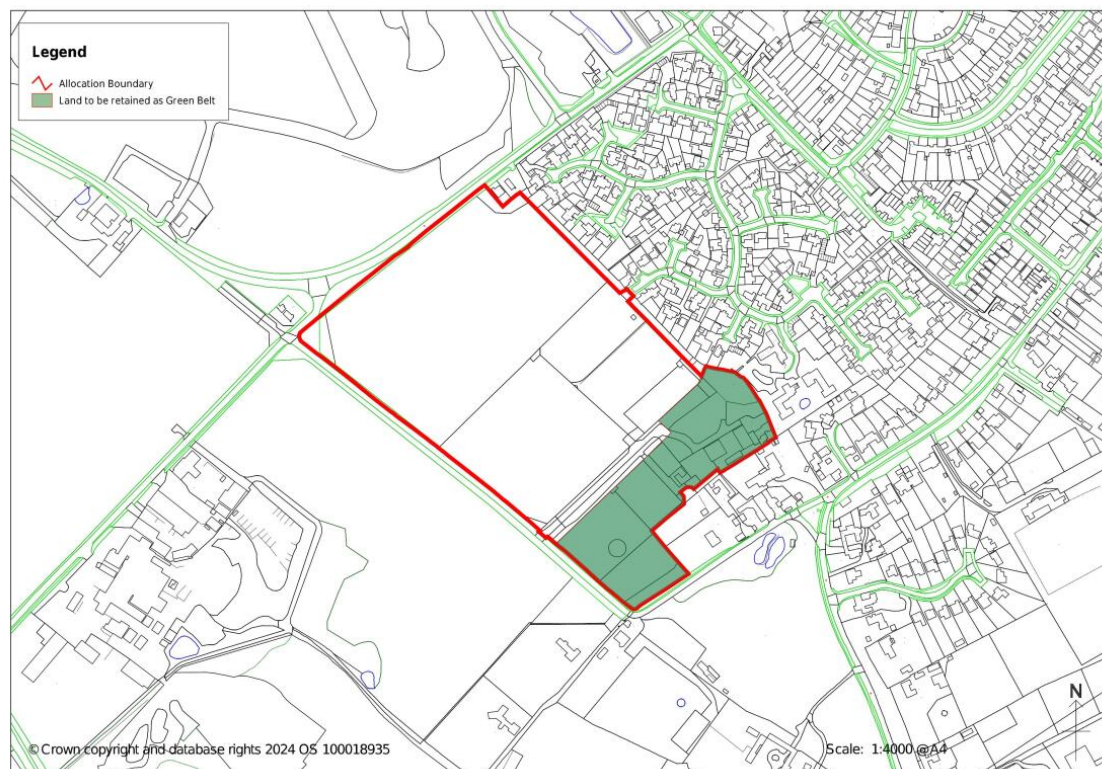 Legend
Allocation Boundary
Land to be retained as Green Belt
N
© Crown copyright and database rights 2024 OS 100018935
Scale: 1:4000 @A4